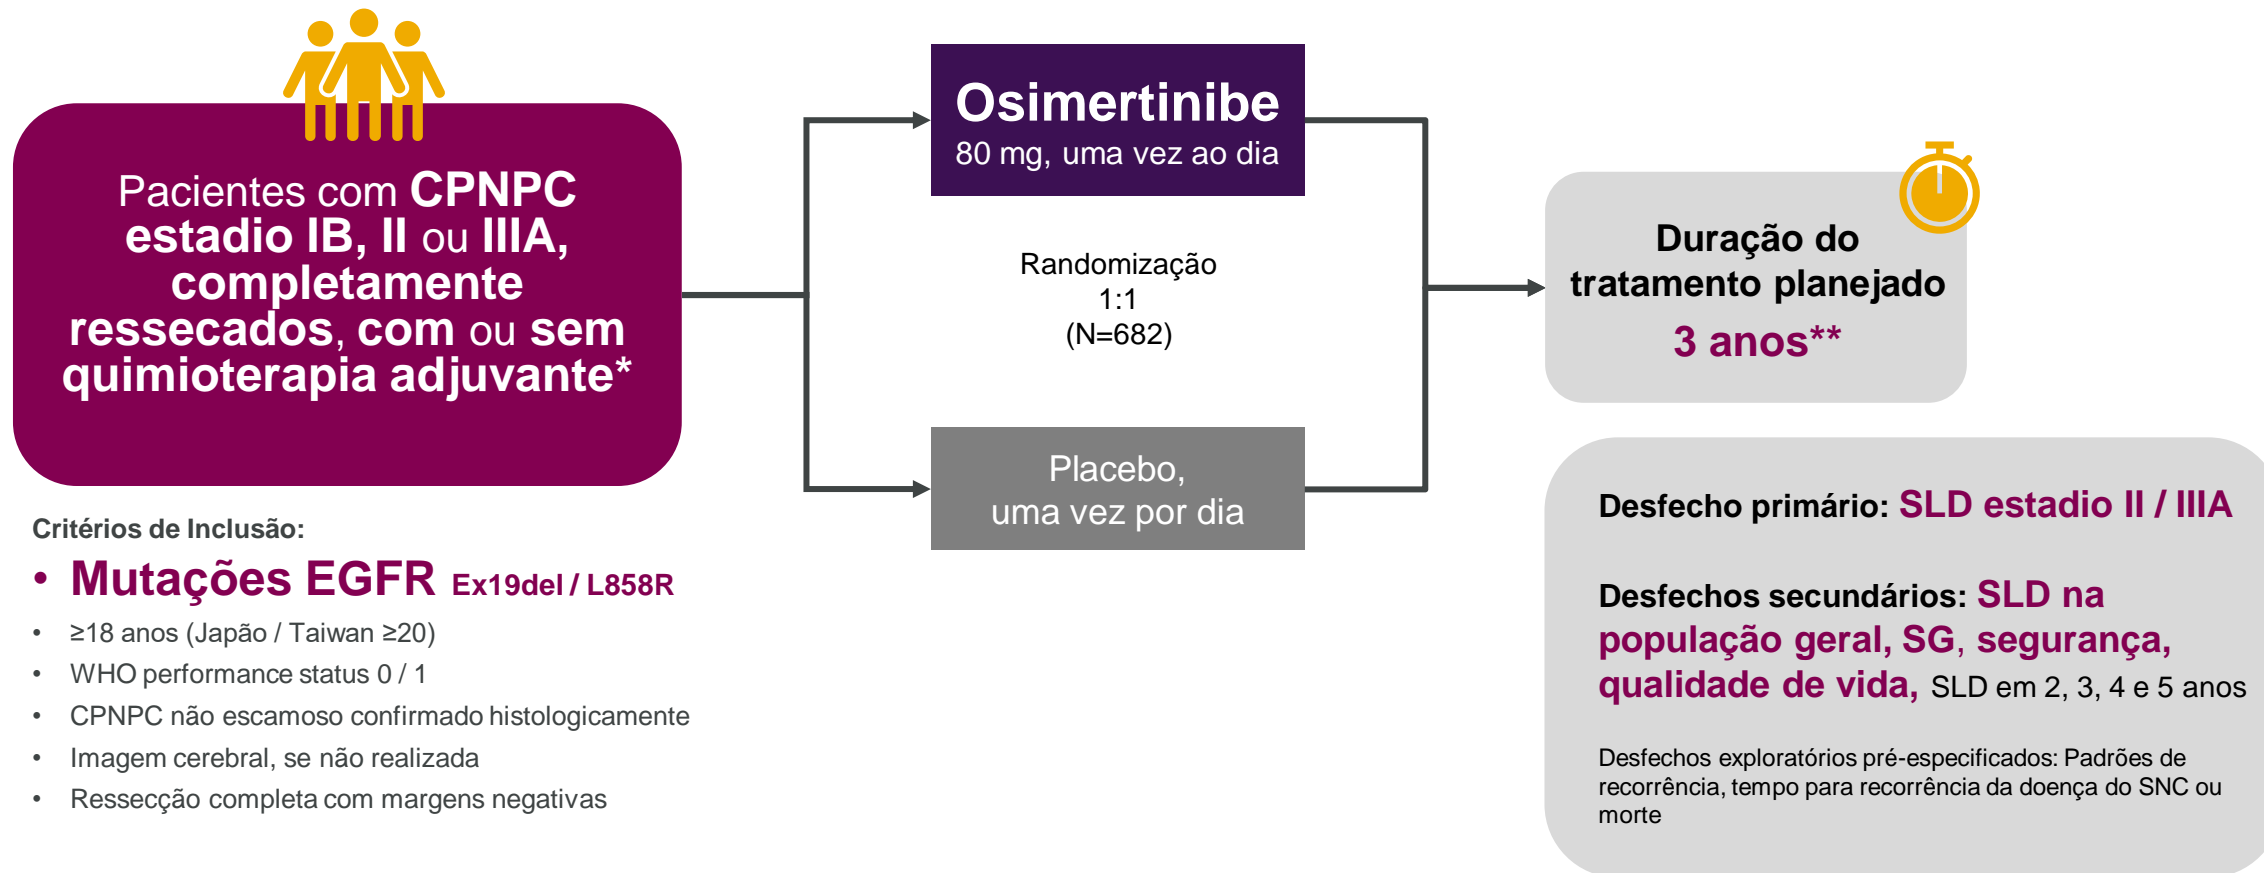 Pacientes com CPNPC
estadio IB, II ou IIIA,
completamente
ressecados, com ou sem
quimioterapia adjuvante*
Critérios de Inclusão:
• Mutações EGFR Ex19del / L858R
• ≥18 anos (Japão / Taiwan ≥20)
• WHO performance status 0 / 1
• CPNPC não escamoso confirmado histologicamente
• Imagem cerebral, se não realizada
• Ressecção completa com margens negativas
Osimertinibe
80 mg, uma vez ao dia
Randomização
1:1
(N=682)
Placebo,
uma vez por dia
Duração do
tratamento planejado
3 anos**
Desfecho primário: SLD estadio II / IIIA
Desfechos secundários: SLD na
população geral, SG, segurança,
qualidade de vida, SLD em 2, 3, 4 e 5 anos
Desfechos exploratórios pré-especificados: Padrões de
recorrência, tempo para recorrência da doença do SNC ou
morte